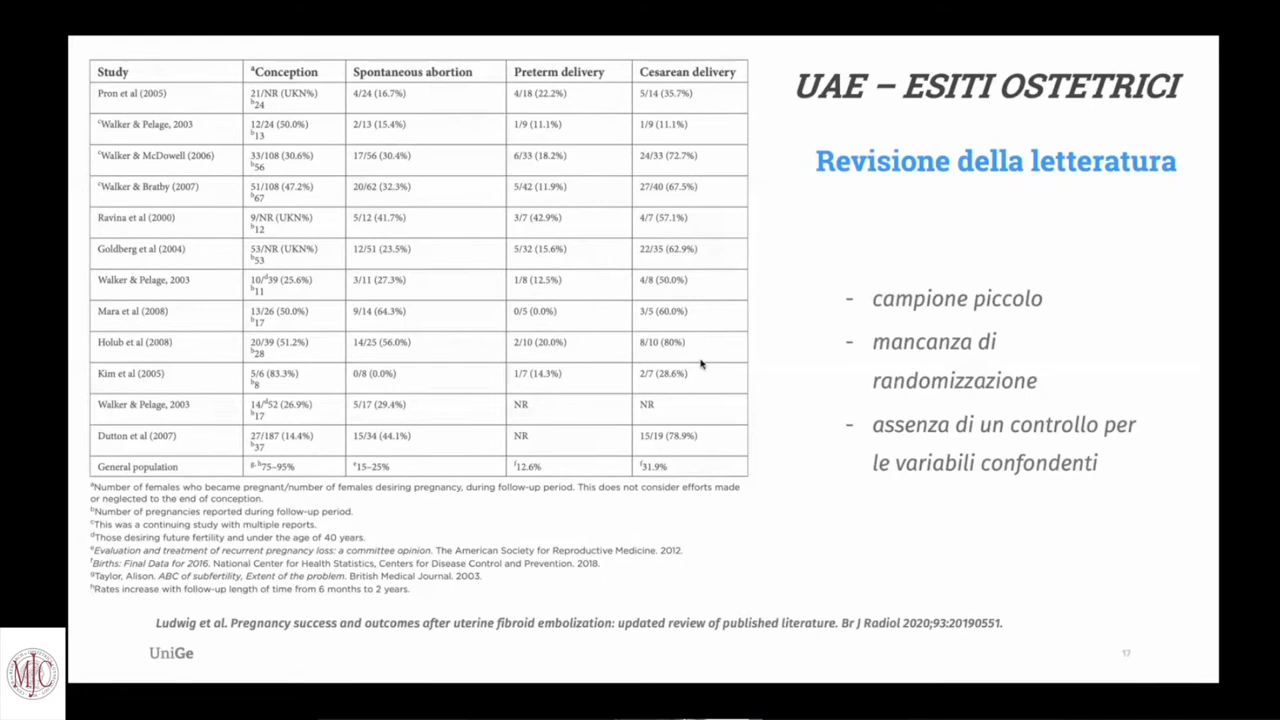 UAE – ESITI OSTETRICI
Revisione della letteratura
Study aConception Spontaneous abortion Preterm delivery Cesarean delivery
Pron et al (2005) 21/NR (UKN%) 4/24 (16.7%) 4/18 (22.2%) 5/14 (35.7%)
b24
cWalker & Pelage, 2003 12/24 (50.0%) 2/13 (15.4%) 1/9 (11.1%) 1/9 (11.1%)
b13
cWalker & McDowell (2006) 33/108 (30.6%) 17/56 (30.4%) 6/33 (18.2%) 24/33 (72.7%)
b56
cWalker & Bratby (2007) 51/108 (47.2%) 20/62 (32.3%) 5/42 (11.9%) 27/40 (67.5%)
b67
Ravina et al (2000) 9/NR (UKN%) 5/12 (41.7%) 3/7 (42.9%) 4/7 (57.1%)
b12
Goldberg et al (2004) 53/NR (UKN%) 12/51 (23.5%) 5/32 (15.6%) 22/35 (62.9%)
b53
Walker & Pelage, 2003 10/d39 (25.6%) 3/11 (27.3%) 1/8 (12.5%) 4/8 (50.0%)
b11
Mara et al (2008) 13/26 (50.0%) 9/14 (64.3%) 0/5 (0.0%) 3/5 (60.0%)
b17
Holub et al (2008) 20/39 (51.2%) 14/25 (56.0%) 2/10 (20.0%) 8/10 (80%)
b28
Kim et al (2005) 5/6 (83.3%) 0/8 (0.0%) 1/7 (14.3%) 2/7 (28.6%)
b8
Walker & Pelage, 2003 14/d52 (26.9%) 5/17 (29.4%) NR NR
b17
Dutton et al (2007) 27/187 (14.4%) 15/34 (44.1%) NR 15/19 (78.9%)
b37
General population g, h75–95% e15–25% f12.6% f31.9%
aNumber of females who became pregnant/number of females desiring pregnancy, during follow-up period. This does not consider efforts made
or neglected to the end of conception.
bNumber of pregnancies reported during follow-up period.
cThis was a continuing study with multiple reports.
dThose desiring future fertility and under the age of 40 years.
eEvaluation and treatment of recurrent pregnancy loss: a committee opinion. The American Society for Reproductive Medicine. 2012.
fBirths: Final Data for 2016. National Center for Health Statistics, Centers for Disease Control and Prevention. 2018.
gTaylor, Alison. ABC of subfertility, Extent of the problem. British Medical Journal. 2003.
hRates increase with follow-up length of time from 6 months to 2 years.
- campione piccolo
- mancanza di
randomizzazione
- assenza di un controllo per
le variabili confondenti
Ludwig et al. Pregnancy success and outcomes after uterine fibroid embolization: updated review of published literature. Br J Radiol 2020;93:20190551.
UniGe
17
MJC